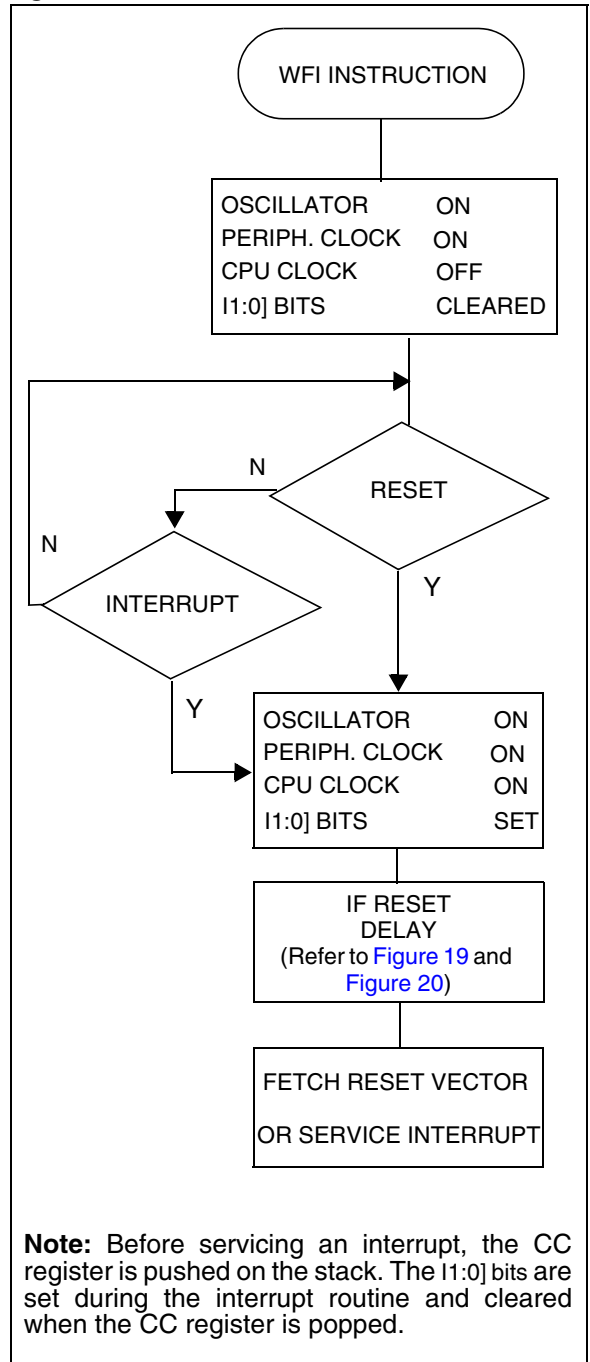 WFI INSTRUCTION
OSCILLATOR ON
PERIPH. CLOCK ON
CPU CLOCK OFF
I1:0] BITS CLEARED
N
RESET
N
INTERRUPT
Y
Y
OSCILLATOR ON
PERIPH. CLOCK ON
CPU CLOCK ON
I1:0] BITS SET
IF RESET
DELAY
(Refer to Figure 19 and
Figure 20)
FETCH RESET VECTOR
OR SERVICE INTERRUPT
Note: Before servicing an interrupt, the CC
register is pushed on the stack. The I1:0] bits are
set during the interrupt routine and cleared
when the CC register is popped.